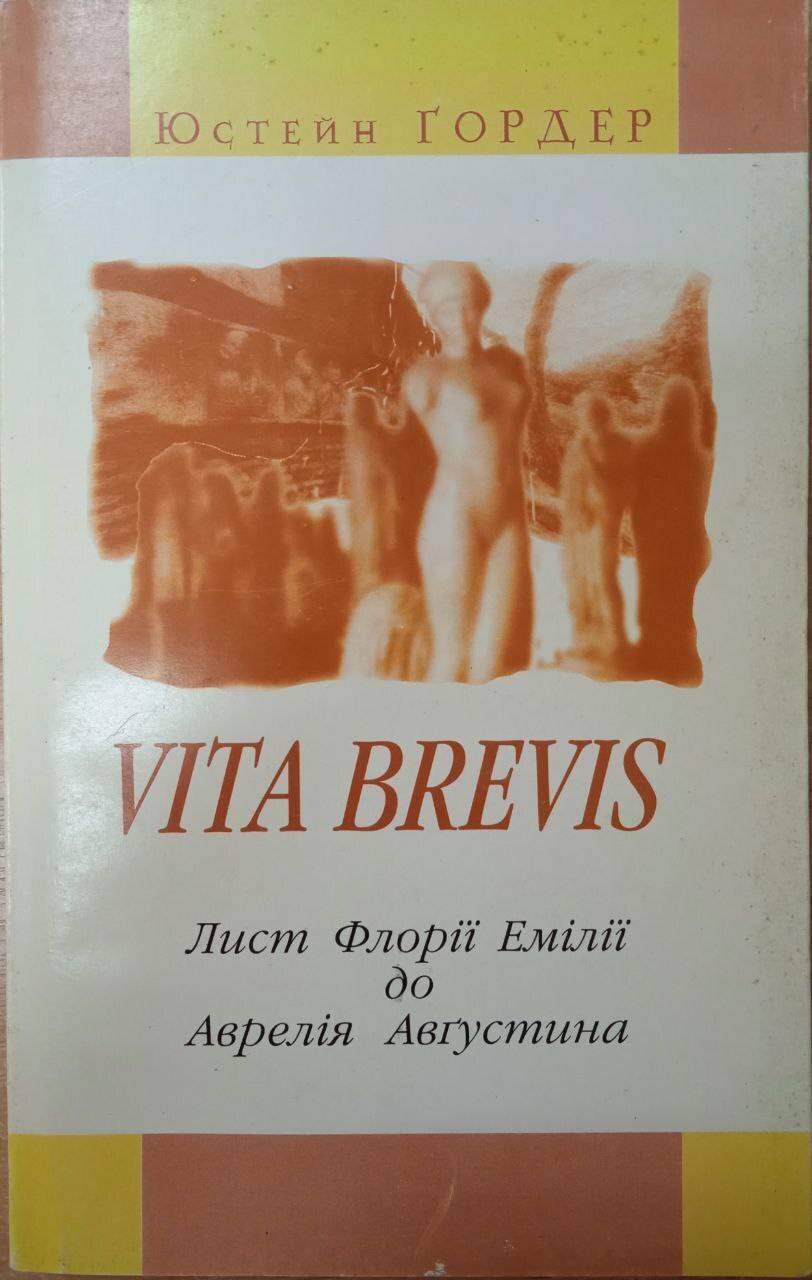 Юстейн ҐОРДЕР
VITA BREVIS
Лист Флорії Емілії
до
Аврелія Авґустина